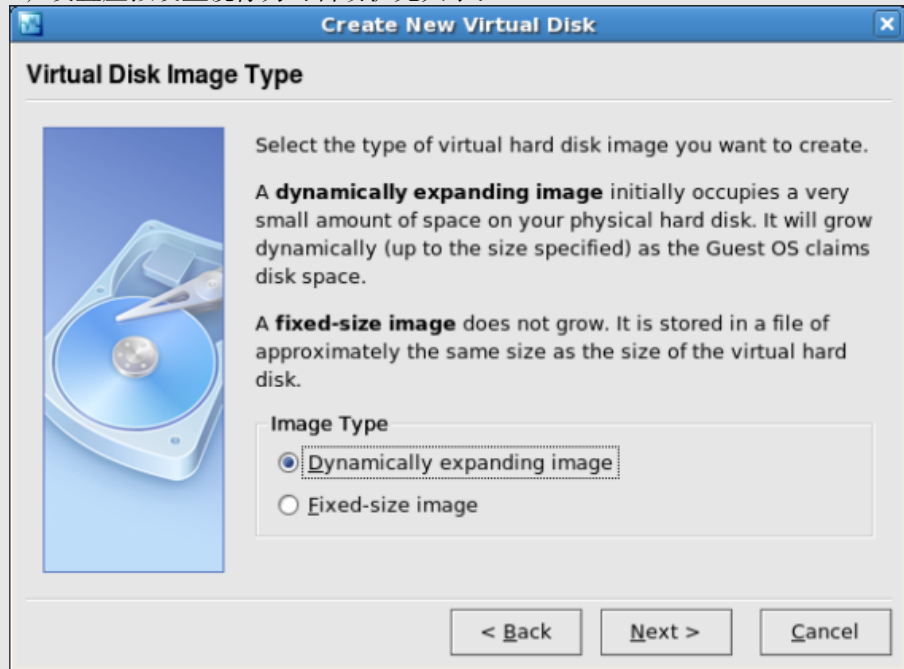 Create New Virtual Disk
Virtual Disk Image Type
Select the type of virtual hard disk image you want to create.
A dynamically expanding image initially occupies a very
small amount of space on your physical hard disk. It will grow
dynamically (up to the size specified) as the Guest OS claims
disk space.
A fixed-size image does not grow. It is stored in a file of
approximately the same size as the size of the virtual hard
disk.
Image Type
Dynamically expanding image
Fixed-size image
< Back
Next >
Cancel